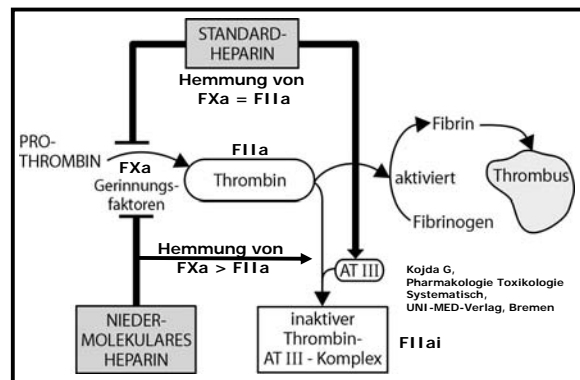 STANDARD-
HEPARIN
Hemmung von
FXa = FIIa
PRO-
THROMBIN
FXa
Gerinnungs-
faktoren
FIIa
Thrombin
aktiviert
Fibrin
Thrombus
Fibrinogen
Hemmung von
FXa > FIIa
AT III
Kojda G,
Pharmakologie Toxikologie
Systematisch,
UNI-MED-Verlag, Bremen
NIEDER-
MOLEKULARES
HEPARIN
inaktiver
Thrombin-
AT III - Komplex
FIIai